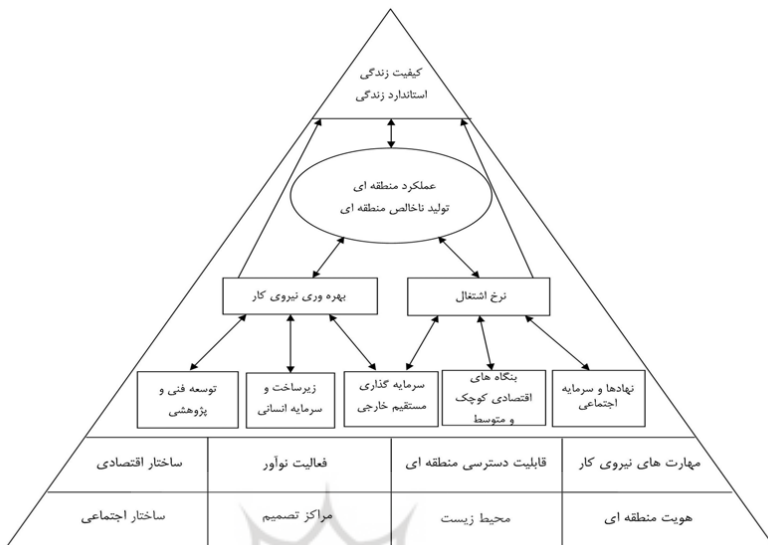 کیفیت زندگی
استاندارد زندگی
عملکرد منطقه ای
تولید ناخالص منطقه ای
نرخ اشتغال
بهره وری نیروی کار
نهادها و سرمایه
اجتماعی
بنگاه های
اقتصادی کوچک
و متوسط
سرمایه گذاری
مستقیم خارجی
زیرساخت و
سرمایه انسانی
توسعه فنی و
پژوهشی
مهارت های نیروی کار
قابلیت دسترسی منطقه ای
فعالیت نوآور
ساختار اقتصادی
هویت منطقه ای
محیط زیست
مراکز تصمیم
ساختار اجتماعی